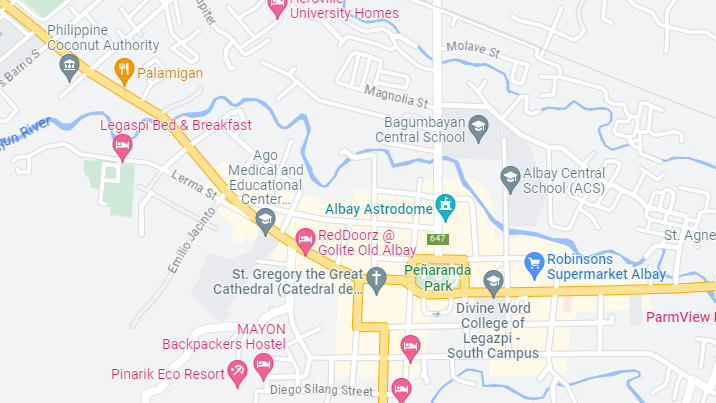 Aeroville
University Homes
Jupiter
Philippine
Coconut Authority
Molave St
s Barrio S
Palamigan
Magnolia St
jun River
Legaspi Bed & Breakfast
Bagumbayan
Central School
Ago
Medical and
Educational
Center...
Albay Central
School (ACS)
Lerma St
Albay Astrodome
Emilio Jacinto
RedDoorz @
Golite Old Albay
647
St. Agne
Robinsons
Supermarket Albay
St. Gregory the Great
Cathedral (Catedral de...
Peñaranda
Park
Divine Word
College of
Legazpi -
South Campus
ParmView
MAYON
Backpackers Hostel
Pinarik Eco Resort
Diego Silang Street